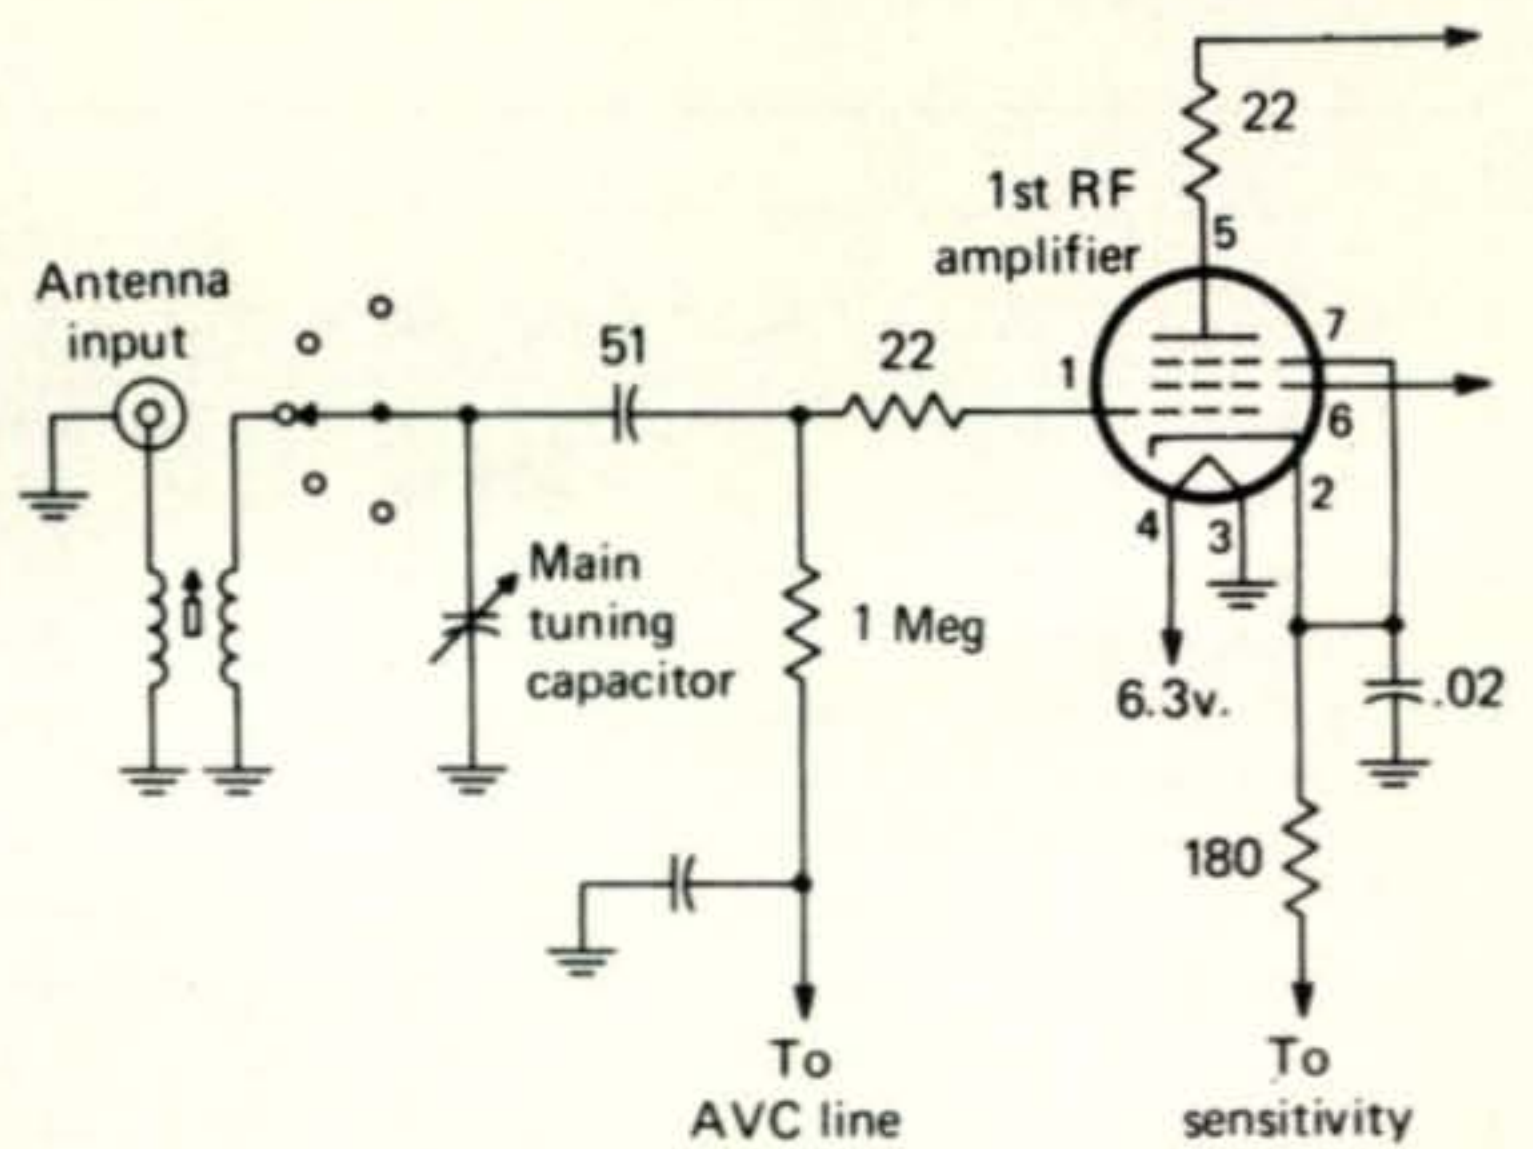 22
1st RF
amplifier
5
Antenna
input
51
22
1
7
6
2
4
3
Main
tuning
capacitor
1 Meg
6.3v.
.02
180
To
AVC line
To
sensitivity